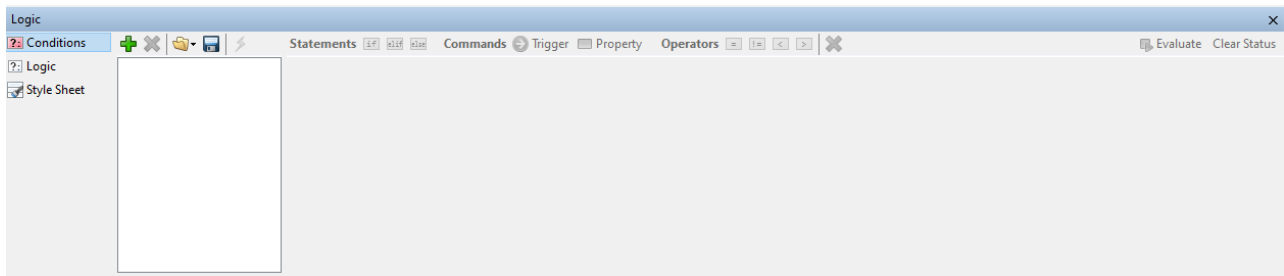 Logic
?: Conditions
Statements if elif else Commands Trigger Property Operators = != < > Evaluate Clear Status
?: Logic
Style Sheet